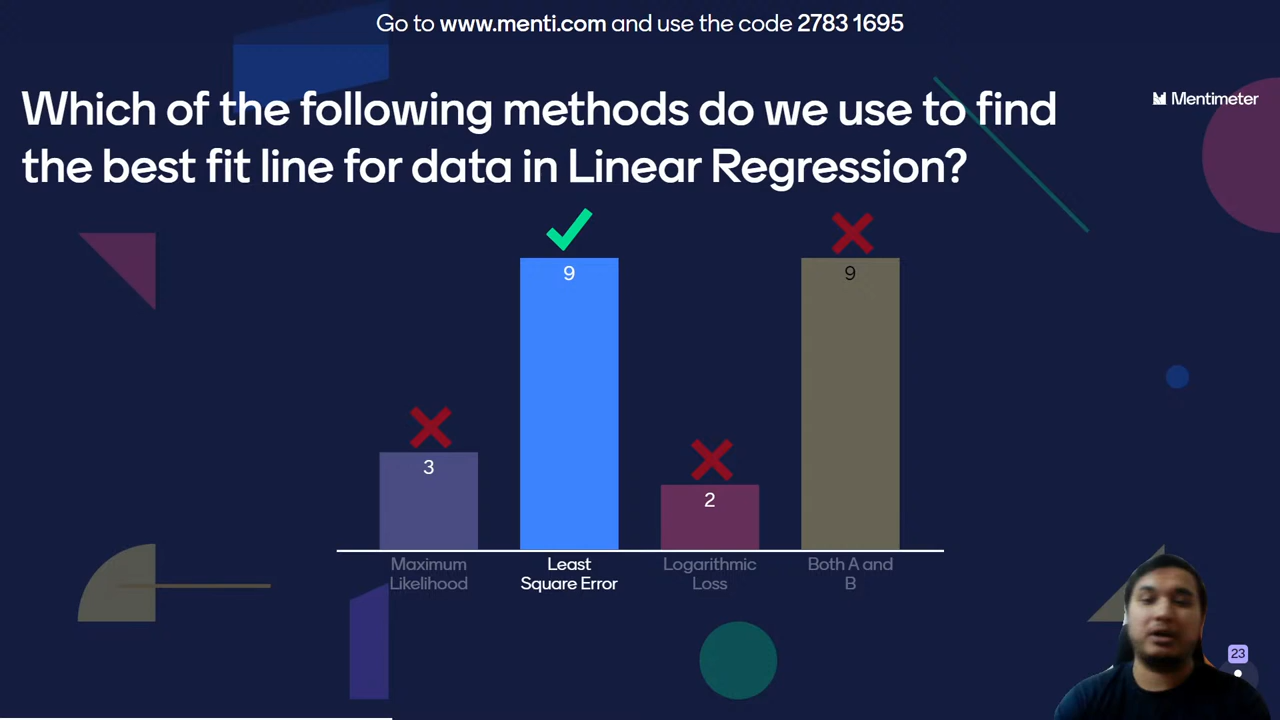 Go to www.menti.com and use the code 2783 1695
Which of the following methods do we use to find
the best fit line for data in Linear Regression?
Mentimeter
9
9
3
2
Maximum
Likelihood
Least
Square Error
Logarithmic
Loss
Both A and
B
23